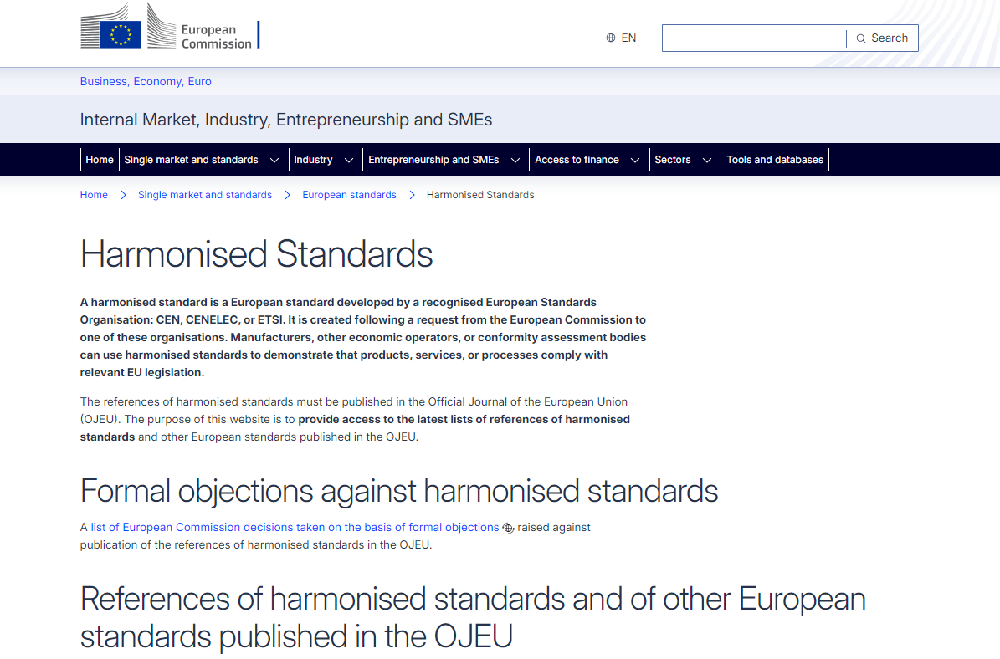 European
Commission
EN
Search
Business, Economy, Euro
Internal Market, Industry, Entrepreneurship and SMEs
Home Single market and standards Industry Entrepreneurship and SMEs Access to finance Sectors Tools and databases
Home Single market and standards European standards Harmonised Standards
Harmonised Standards
A harmonised standard is a European standard developed by a recognised European Standards
Organisation: CEN, CENELEC, or ETSI. It is created following a request from the European Commission to
one of these organisations. Manufacturers, other economic operators, or conformity assessment bodies
can use harmonised standards to demonstrate that products, services, or processes comply with
relevant EU legislation.
The references of harmonised standards must be published in the Official Journal of the European Union
(OJEU). The purpose of this website is to provide access to the latest lists of references of harmonised
standards and other European standards published in the OJEU.
Formal objections against harmonised standards
A list of European Commission decisions taken on the basis of formal objections raised against
publication of the references of harmonised standards in the OJEU.
References of harmonised standards and of other European
standards published in the OJEU